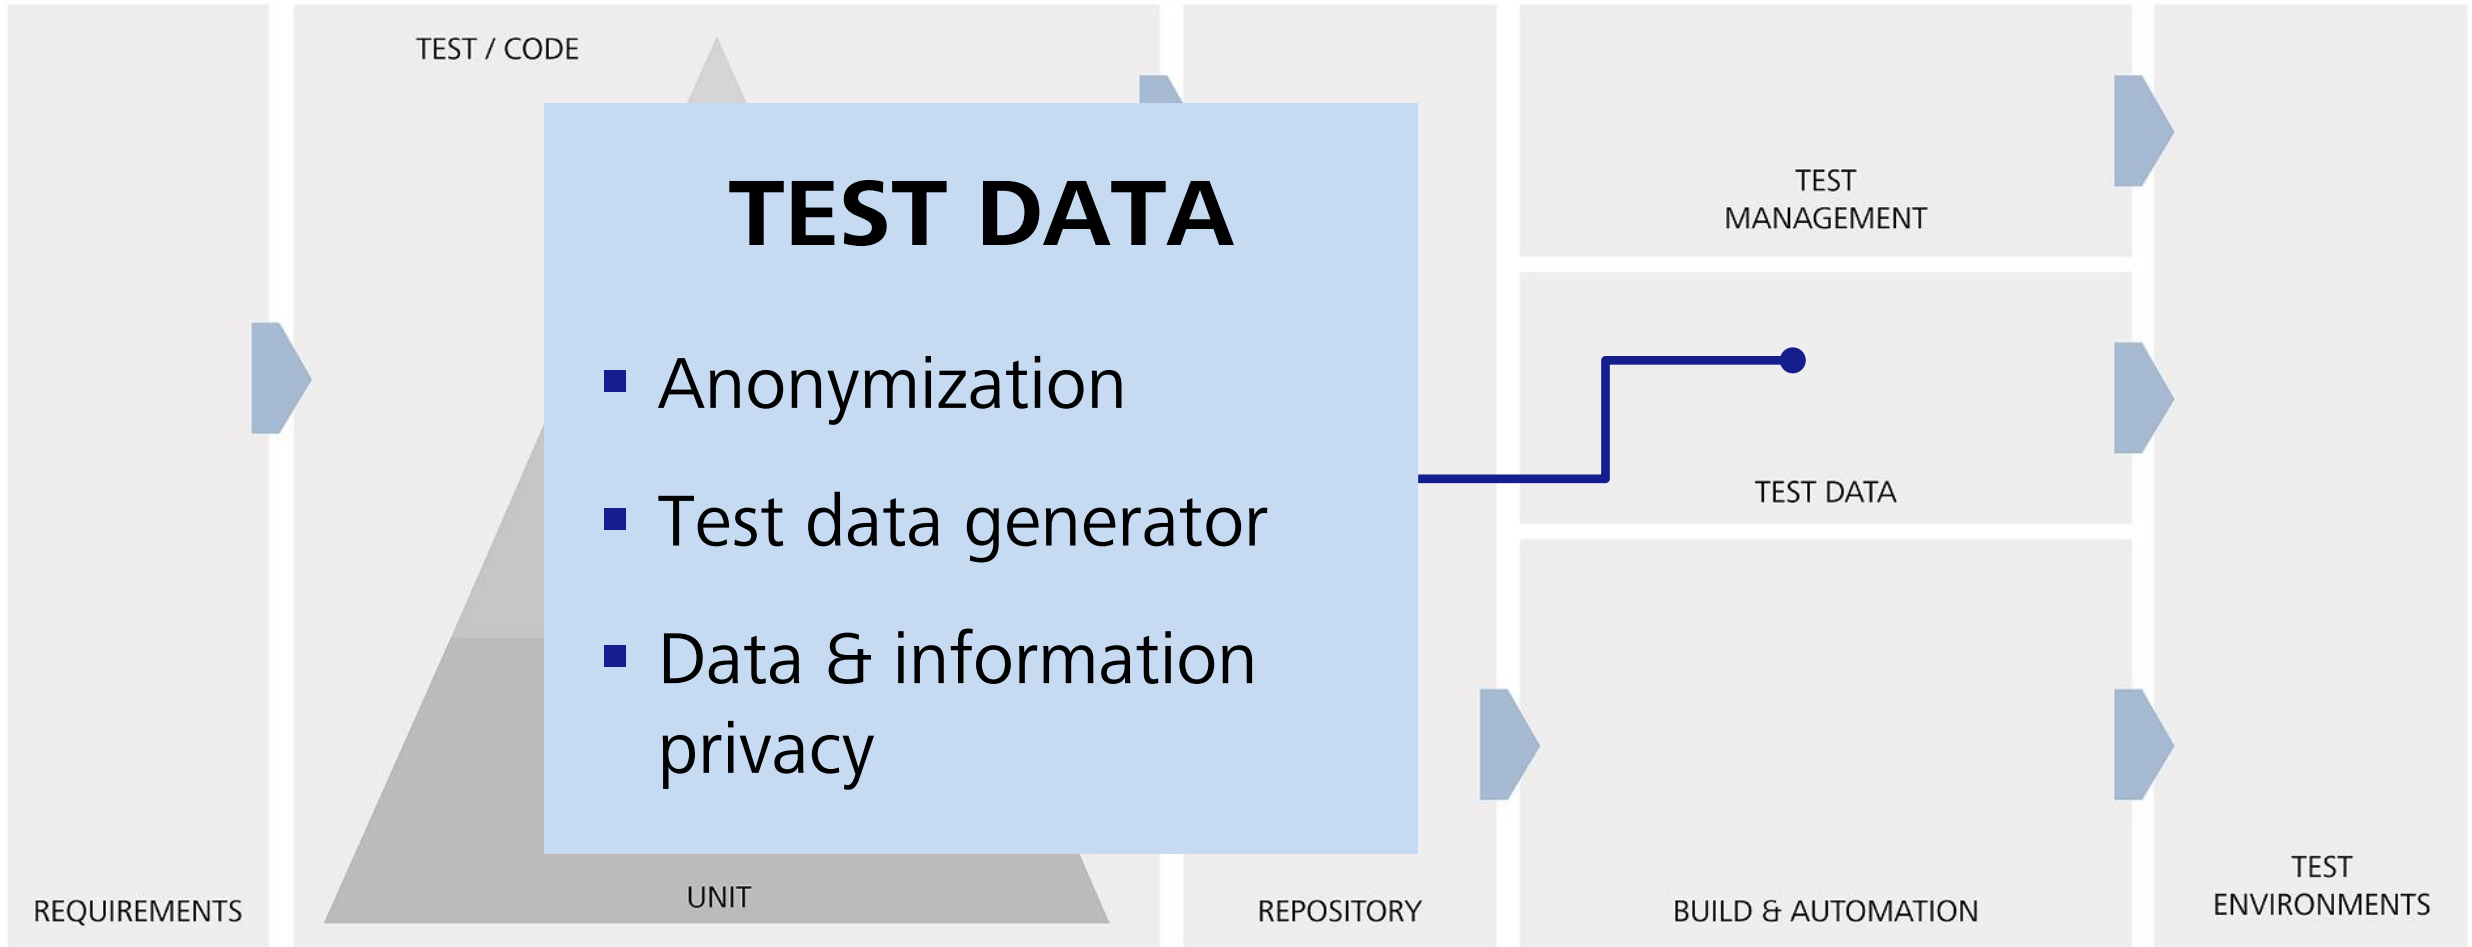 TEST / CODE
TEST DATA
▪ Anonymization
▪ Test data generator
▪ Data & information
privacy
UNIT
REQUIREMENTS
REPOSITORY
TEST
MANAGEMENT
TEST DATA
BUILD & AUTOMATION
TEST
ENVIRONMENTS